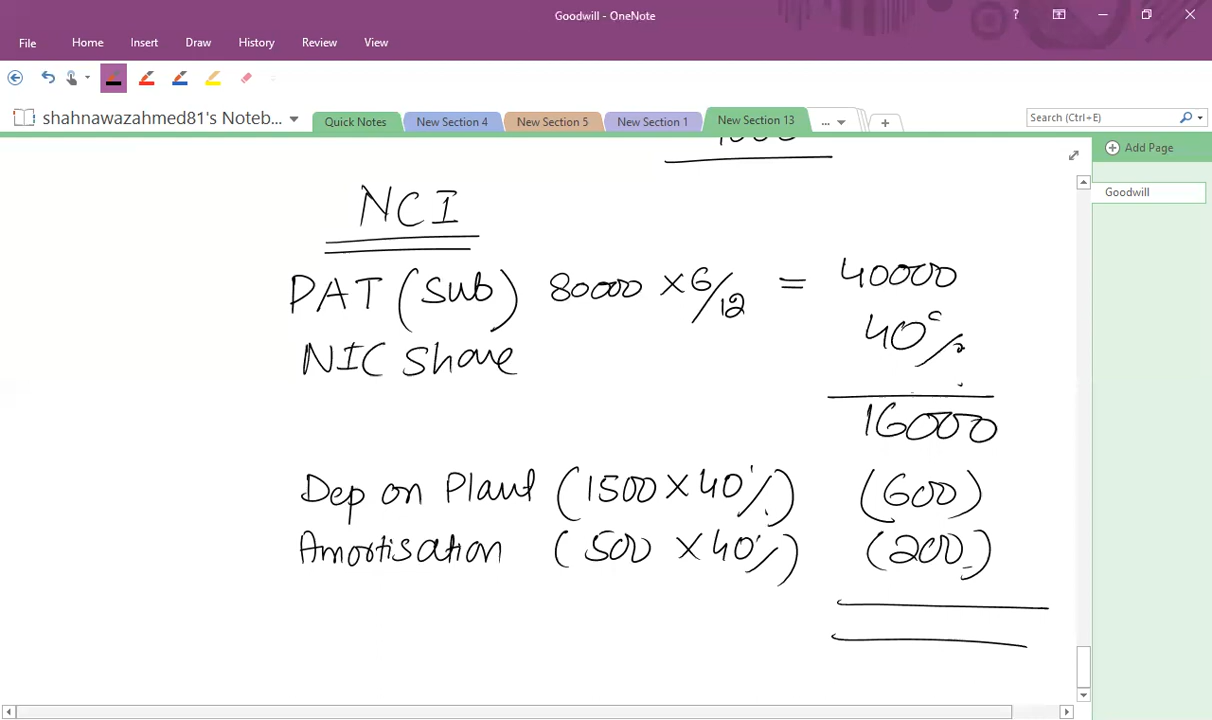 Goodwill - OneNote
?
File Home Insert Draw History Review View
shahnawazahmed81's Noteb... Quick Notes New Section 4 New Section 5 New Section 1 New Section 13 ... + Search (Ctrl+E)
Add Page
Goodwill
NCI
PAT (Sub) 80000 × 6/12 = 40000
40%
NIC Share
16000
Dep on Plant (1500 × 40%) (600)
Amortisation (500 × 40%) (200)